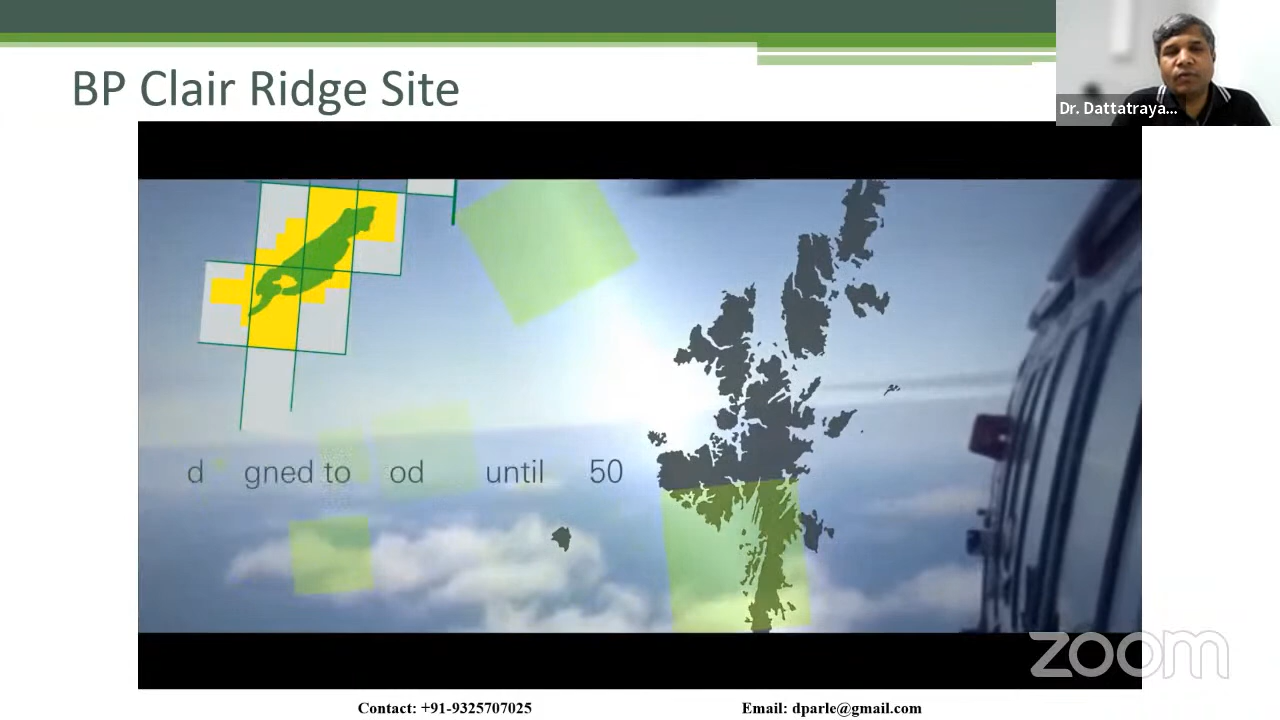 BP Clair Ridge Site
Dr. Dattatraya...
d gned to od until 50
zoom
Contact: +91-9325707025 Email: dparle@gmail.com